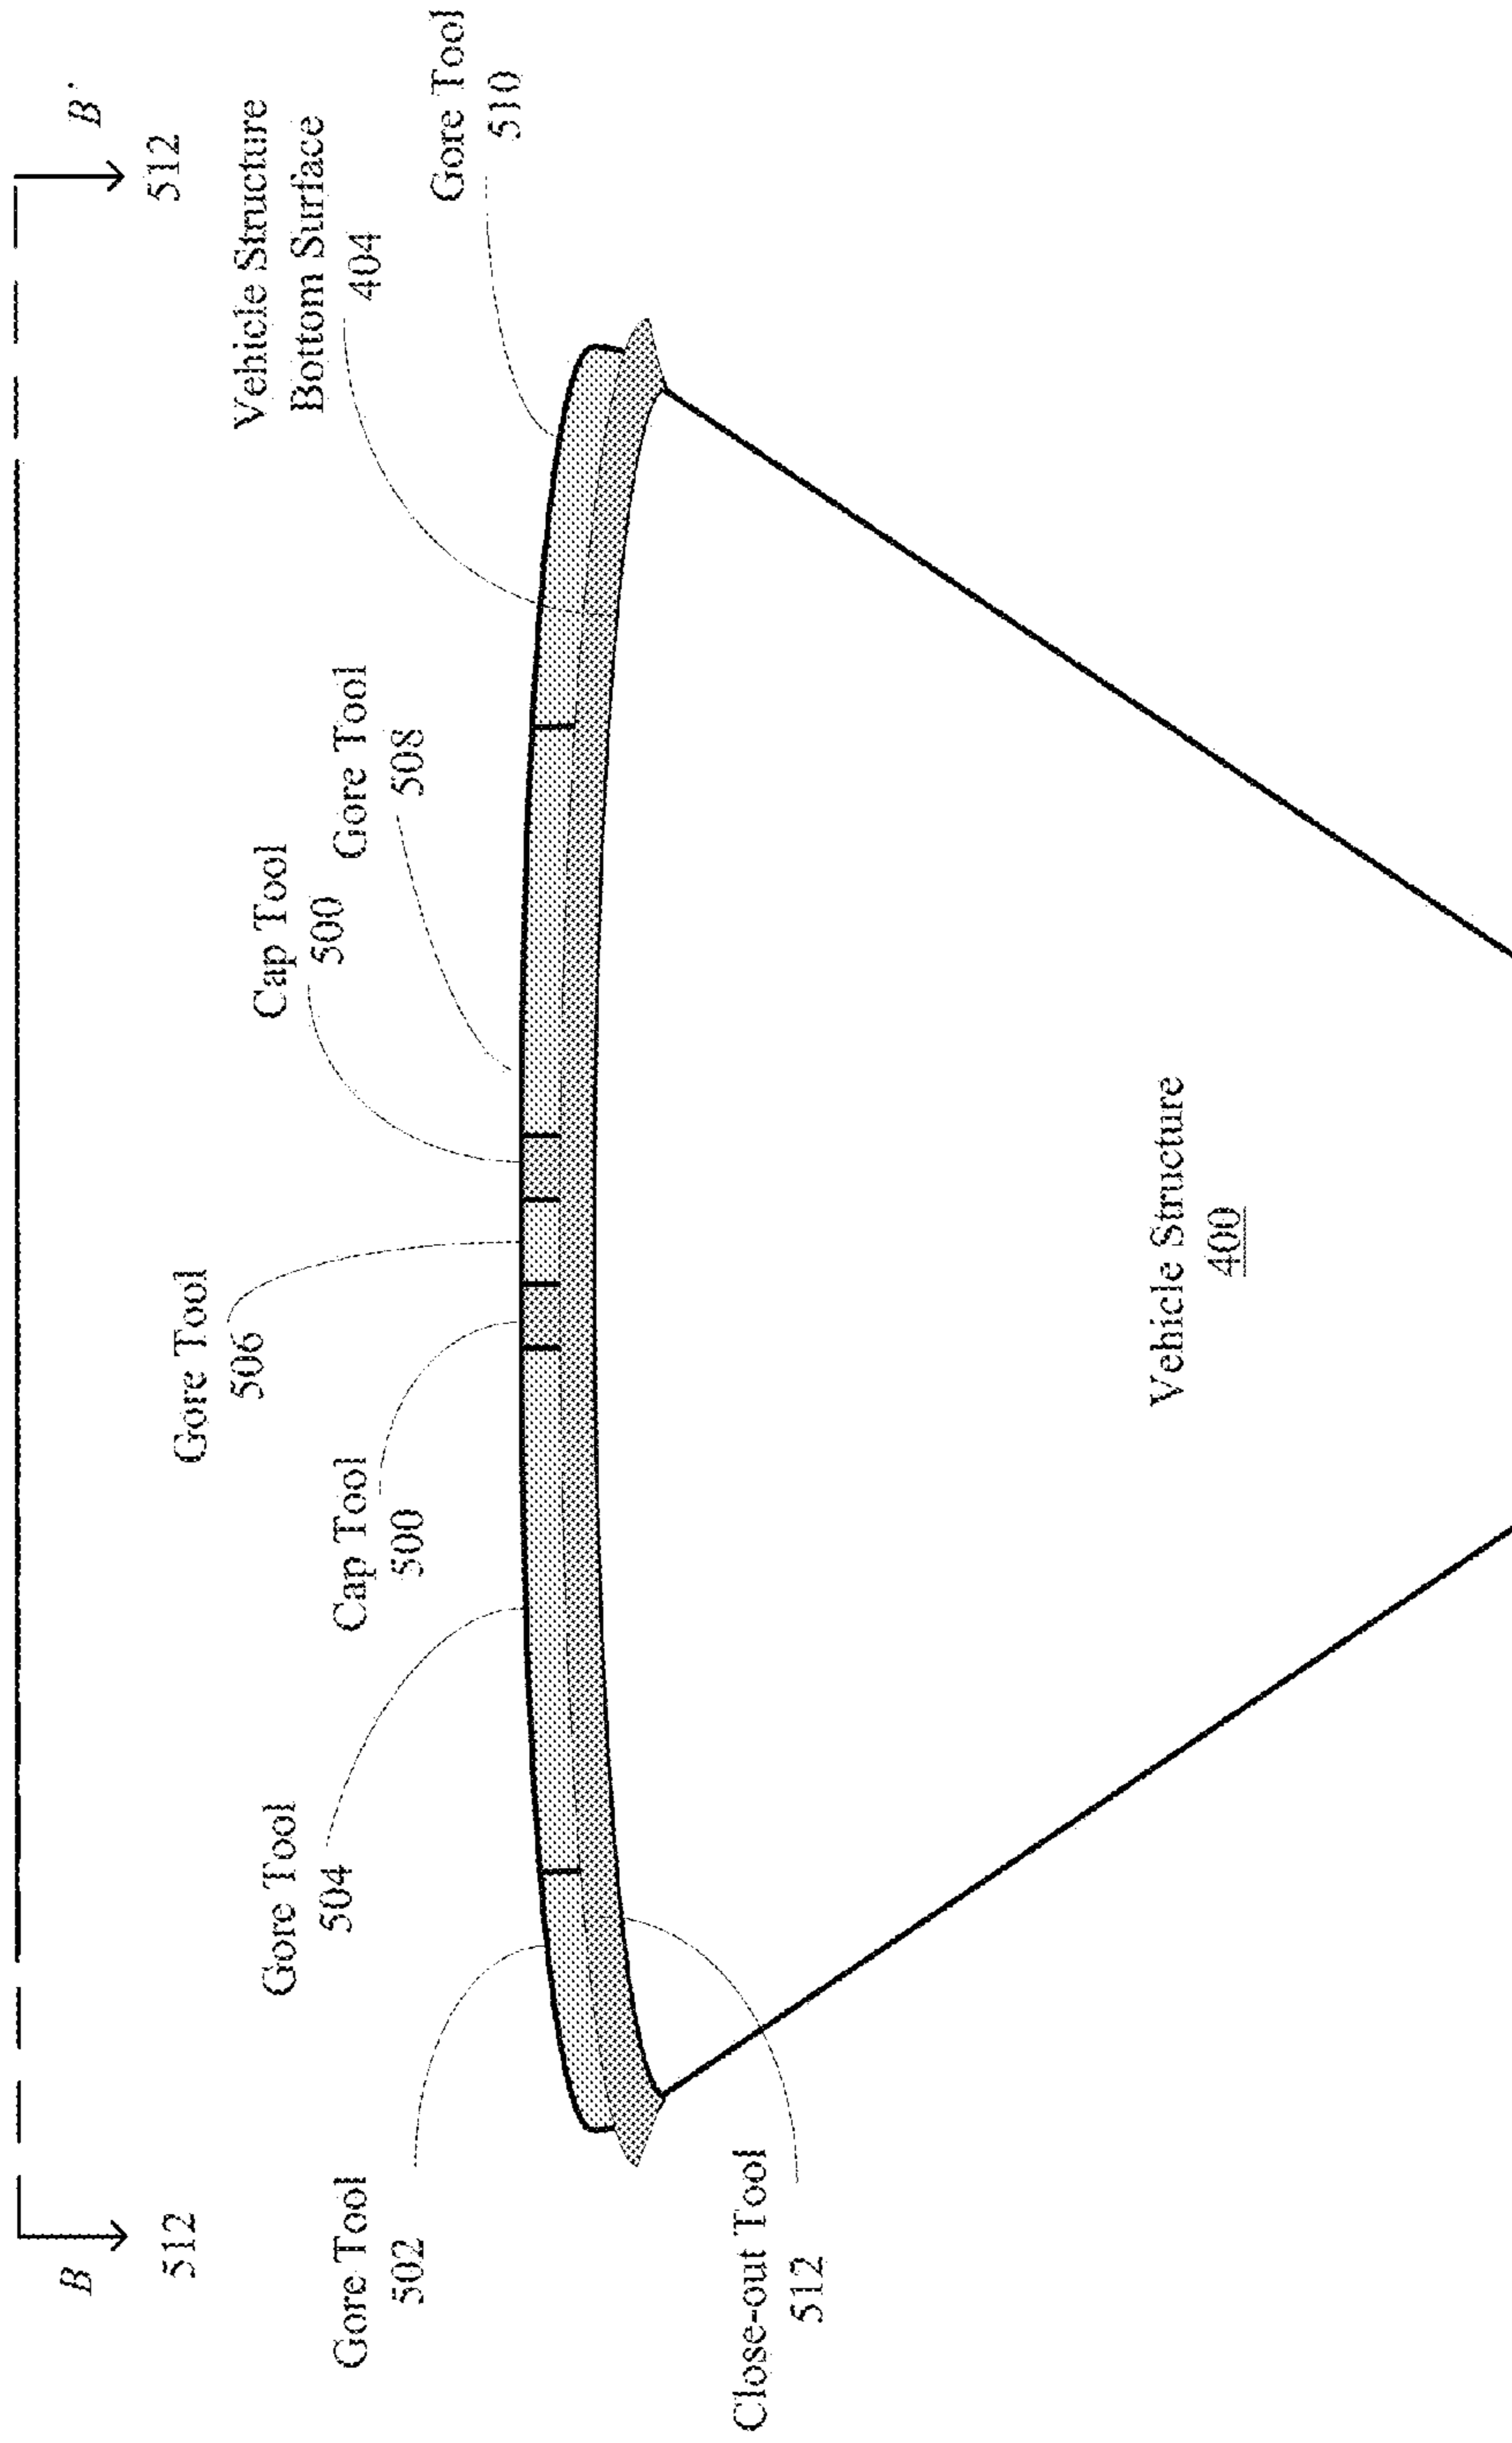 B
512
B'
512
Gore Tool
502
Gore Tool
504
Cap Tool
500
Gore Tool
506
Cap Tool
500
Gore Tool
508
Vehicle Structure
Bottom Surface
404
Gore Tool
510
Close-out Tool
512
Vehicle Structure
400